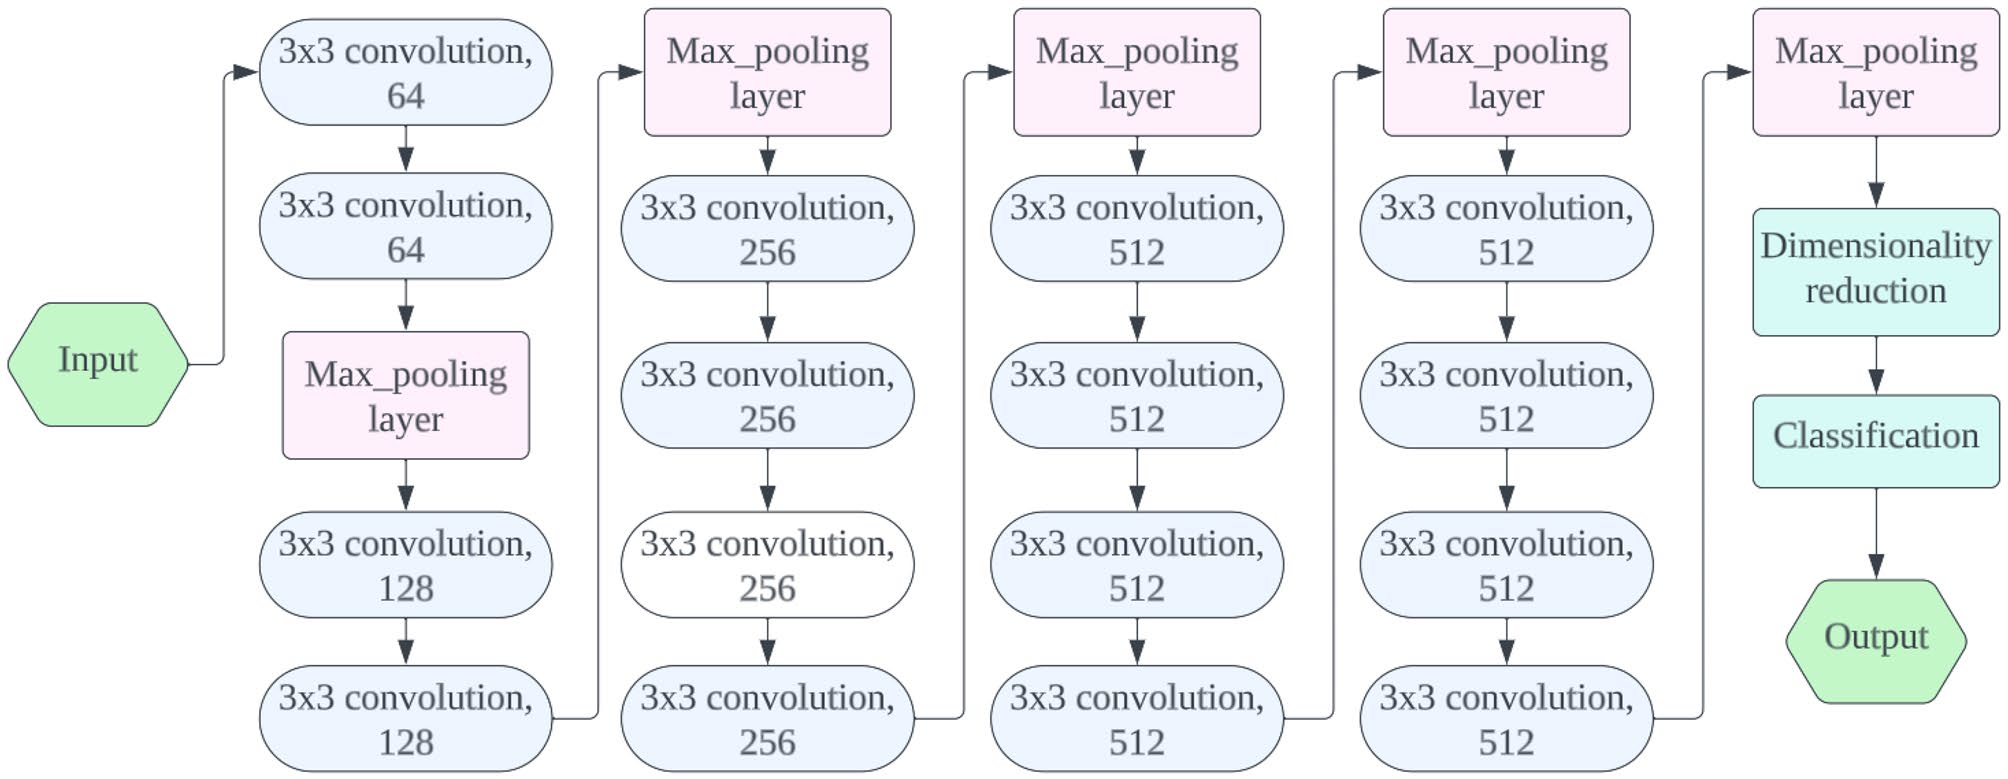 Input
3x3 convolution,
64
3x3 convolution,
64
Max_pooling
layer
3x3 convolution,
128
3x3 convolution,
128
Max_pooling
layer
3x3 convolution,
256
3x3 convolution,
256
3x3 convolution,
256
3x3 convolution,
256
Max_pooling
layer
3x3 convolution,
512
3x3 convolution,
512
3x3 convolution,
512
3x3 convolution,
512
Max_pooling
layer
3x3 convolution,
512
3x3 convolution,
512
3x3 convolution,
512
3x3 convolution,
512
Max_pooling
layer
Dimensionality
reduction
Classification
Output